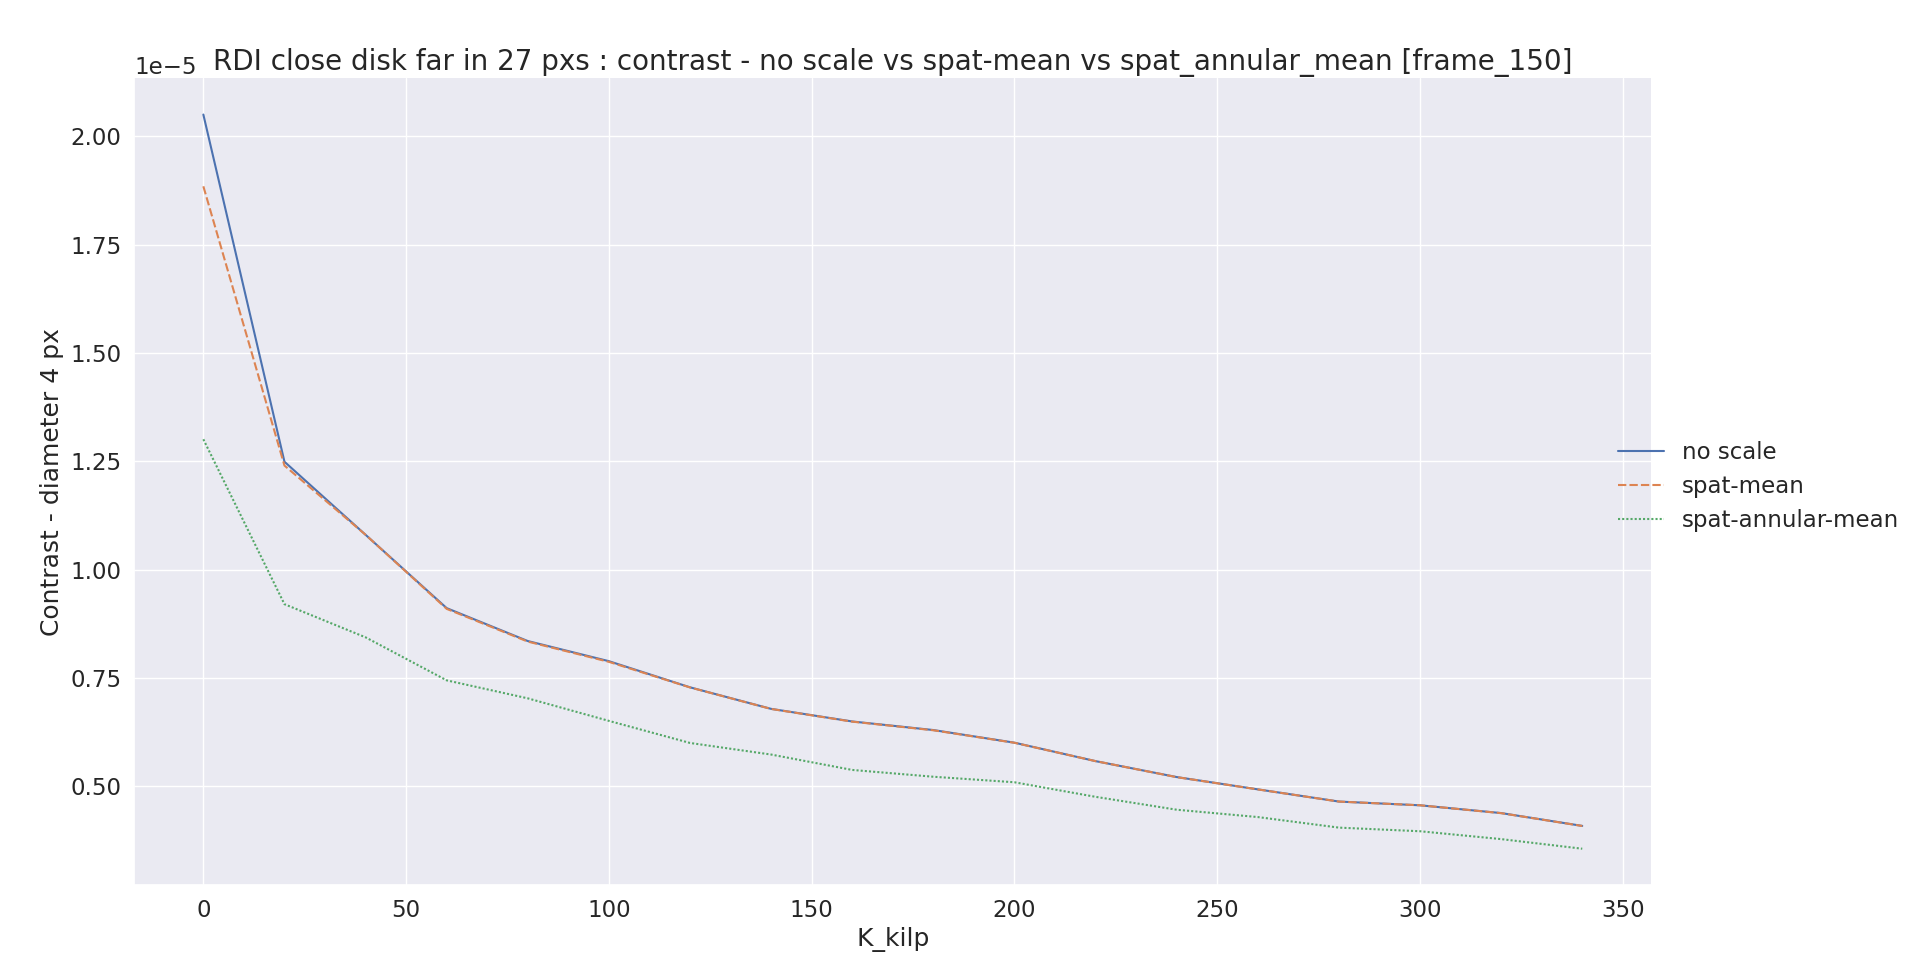 1e−5 RDI close disk far in 27 pxs : contrast - no scale vs spat-mean vs spat_annular_mean [frame_150]
2.00
1.75
1.50
1.25
1.00
0.75
0.50
Contrast - diameter 4 px
no scale
spat-mean
spat-annular-mean
0 50 100 150 200 250 300 350
K_kilp